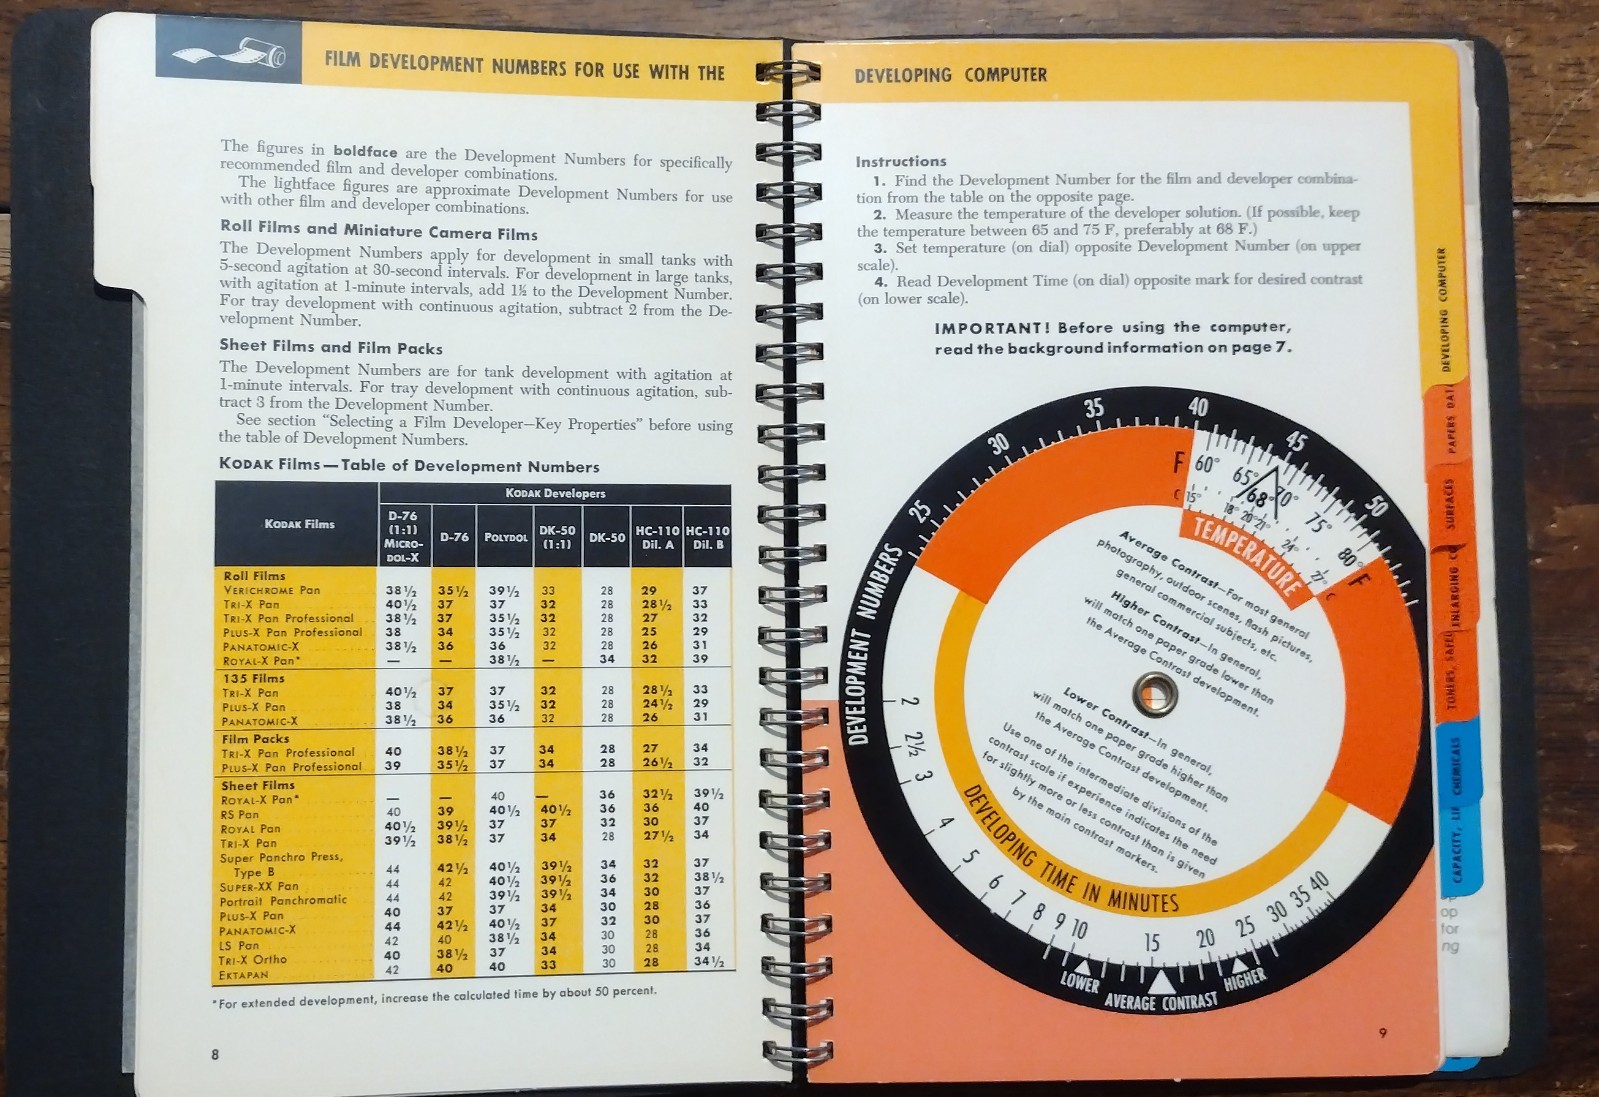 FILM DEVELOPMENT NUMBERS FOR USE WITH THE
The figures in boldface are the Development Numbers for specifically
recommended film and developer combinations.
The lightface figures are approximate Development Numbers for use
with other film and developer combinations.
Roll Films and Miniature Camera Films
The Development Numbers apply for development in small tanks with
5-second agitation at 30-second intervals. For development in large tanks,
with agitation at 1-minute intervals, add 1½ to the Development Number.
For tray development with continuous agitation, subtract 2 from the De-
velopment Number.
Sheet Films and Film Packs
The Development Numbers are for tank development with agitation at
1-minute intervals. For tray development with continuous agitation, sub-
tract 3 from the Development Number.
See section "Selecting a Film Developer—Key Properties" before using
the table of Development Numbers.
KODAK Films—Table of Development Numbers
KODAK Films
KODAK Developers
D-76 (1:1) MICRO-DOL-X D-76 POLYDOL DK-50 (1:1) DK-50 HC-110 Dil. A HC-110 Dil. B
Roll Films
VERICHROME Pan 38½ 35½ 39½ 33 28 29 37
TRI-X Pan 40½ 37 37 32 28 28½ 33
TRI-X Pan Professional 38½ 37 35½ 32 28 27 32
PLUS-X Pan Professional 38 34 35½ 32 28 25 29
PANATOMIC-X 38½ 36 36 32 28 26 31
ROYAL-X Pan* — — 38½ — 34 32 39
135 Films
TRI-X Pan 40½ 37 37 32 28 28½ 33
PLUS-X Pan 38 34 35½ 32 28 24½ 29
PANATOMIC-X 38½ 36 36 32 28 26 31
Film Packs
TRI-X Pan Professional 40 38½ 37 34 28 27 34
PLUS-X Pan Professional 39 35½ 37 34 28 26½ 32
Sheet Films
ROYAL-X Pan* — — 40 — 36 32½ 39½
RS Pan 40 39 40½ 40½ 36 36 40
ROYAL Pan 40½ 39½ 37 37 32 30 37
TRI-X Pan 39½ 38½ 37 34 28 27½ 34
Super Panchro Press,
Type B 44 42½ 40½ 39½ 34 32 37
SUPER-XX Pan 44 42 40½ 39½ 36 32 38½
Portrait Panchromatic 44 42 39½ 39½ 34 30 37
PLUS-X Pan 40 37 37 34 30 28 36
PANATOMIC-X 44 42½ 40½ 37 32 30 37
LS Pan 42 40 38½ 34 30 28 36
TRI-X Ortho 40 38½ 37 34 30 28 34
EKTAPAN 42 40 40 33 30 28 34½
*For extended development, increase the calculated time by about 50 percent.
8
DEVELOPING COMPUTER
Instructions
1. Find the Development Number for the film and developer combina-
tion from the table on the opposite page.
2. Measure the temperature of the developer solution. (If possible, keep
the temperature between 65 and 75 F, preferably at 68 F.)
3. Set temperature (on dial) opposite Development Number (on upper
scale).
4. Read Development Time (on dial) opposite mark for desired contrast
(on lower scale).
IMPORTANT! Before using the computer,
read the background information on page 7.
DEVELOPMENT NUMBERS
25 30 35 40 45 50
F 60° 65° 68° 70° 75° 80° F
C 15° 18° 20° 21° 24° 27° C
TEMPERATURE
Average Contrast—For most general
photography, outdoor scenes, flash pictures,
general commercial subjects, etc.
Higher Contrast—In general,
will match one paper grade lower than
the Average Contrast development.
Lower Contrast—In general,
will match one paper grade higher than
the Average Contrast development.
Use one of the intermediate divisions of the
contrast scale if experience indicates the need
for slightly more or less contrast than is given
by the main contrast markers.
DEVELOPING TIME IN MINUTES
2 2½ 3 4 5 6 7 8 9 10 15 20 25 30 35 40
LOWER
AVERAGE CONTRAST
HIGHER
9
DEVELOPING COMPUTER
PAPERS DATA
SURFACES
ENLARGING CO
TONERS, SAFEL
CHEMICALS
CAPACITY, LIF
op
for
ng